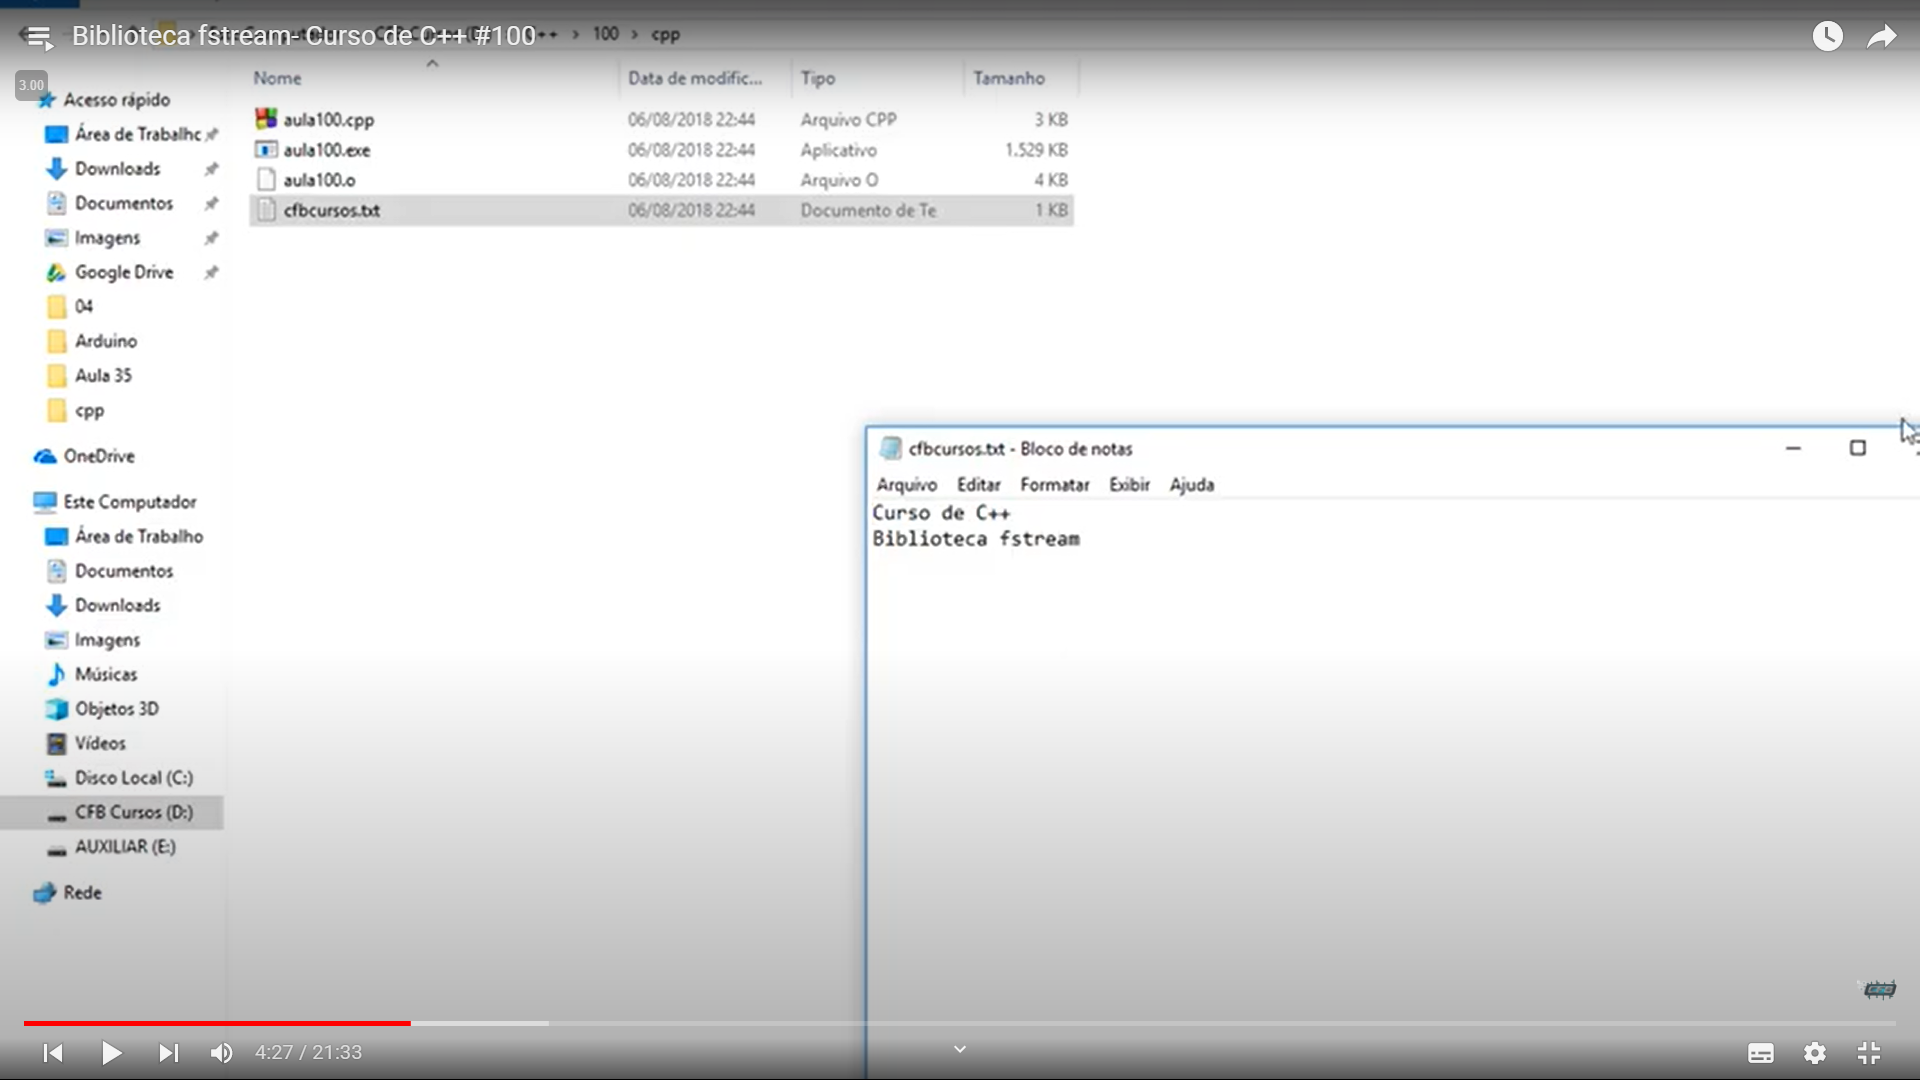 Biblioteca fstream - Curso de C++ #100
100 > cpp
3.00
Nome Data de modific... Tipo Tamanho
aula100.cpp 06/08/2018 22:44 Arquivo CPP 3 KB
aula100.exe 06/08/2018 22:44 Aplicativo 1.529 KB
aula100.o 06/08/2018 22:44 Arquivo O 4 KB
cfbcursos.txt 06/08/2018 22:44 Documento de Te 1 KB
Acesso rápido
Área de Trabalho
Downloads
Documentos
Imagens
Google Drive
04
Arduino
Aula 35
cpp
OneDrive
Este Computador
Área de Trabalho
Documentos
Downloads
Imagens
Músicas
Objetos 3D
Vídeos
Disco Local (C:)
CFB Cursos (D:)
AUXILIAR (E:)
Rede
cfbcursos.txt - Bloco de notas
Arquivo Editar Formatar Exibir Ajuda
Curso de C++
Biblioteca fstream
4:27 / 21:33